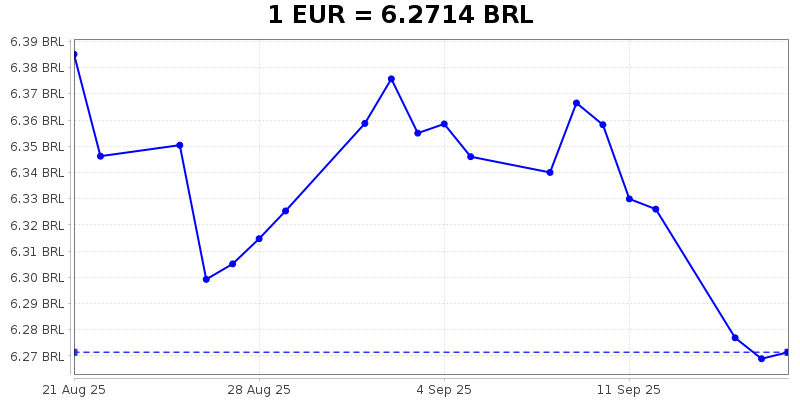 1 EUR = 6.2714 BRL
6.39 BRL
6.38 BRL
6.37 BRL
6.36 BRL
6.35 BRL
6.34 BRL
6.33 BRL
6.32 BRL
6.31 BRL
6.30 BRL
6.29 BRL
6.28 BRL
6.27 BRL
21 Aug 25 28 Aug 25 4 Sep 25 11 Sep 25